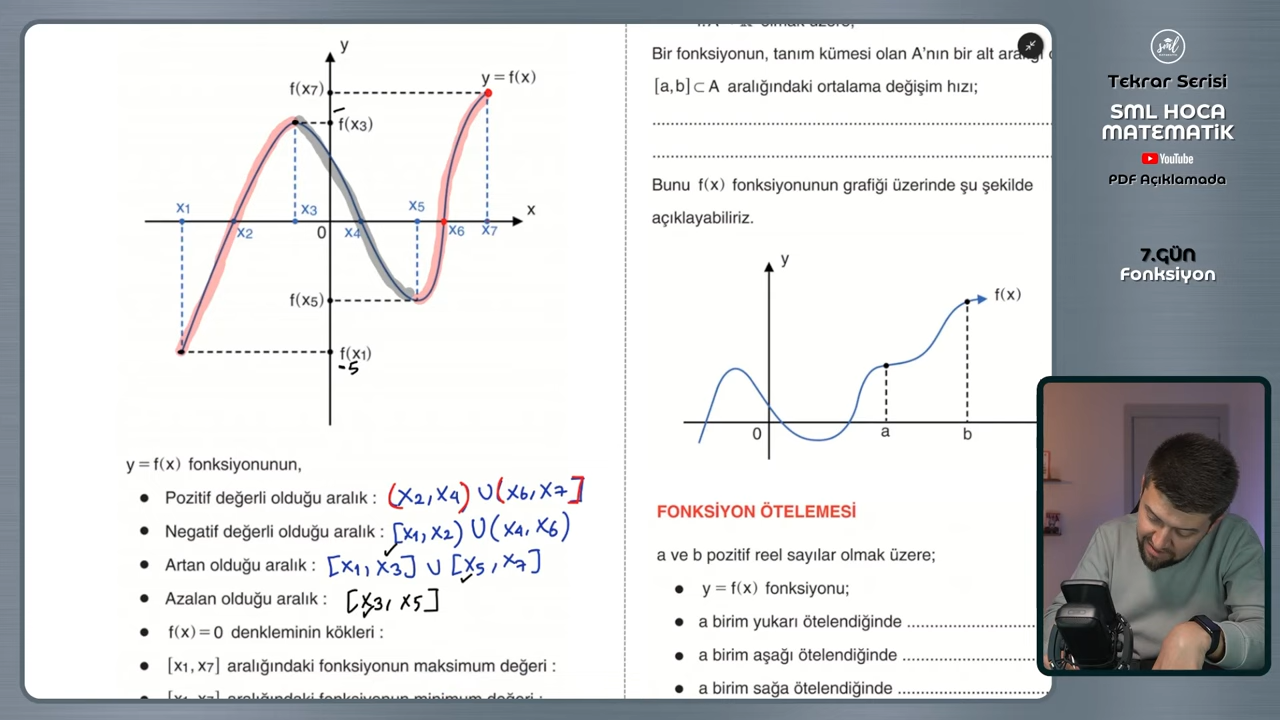 y
f(x7)
y = f(x)
f(x3)
x1
x2
x3
0
x4
x5
x6
x7
x
f(x5)
f(x1)
-5
y = f(x) fonksiyonunun,
● Pozitif değerli olduğu aralık : (x2, x4) ∪ (x6, x7]
● Negatif değerli olduğu aralık : [x1, x2) ∪ (x4, x6)
● Artan olduğu aralık : [x1, x3] ∪ [x5, x7]
● Azalan olduğu aralık : [x3, x5]
● f(x) = 0 denkleminin kökleri :
● [x1, x7] aralığındaki fonksiyonun maksimum değeri :
Bir fonksiyonun, tanım kümesi olan A'nın bir alt
[a,b] ⊂ A aralığındaki ortalama değişim hızı;
Bunu f(x) fonksiyonunun grafiği üzerinde şu şekilde
açıklayabiliriz.
y
f(x)
0
a
b
FONKSİYON ÖTELEMESİ
a ve b pozitif reel sayılar olmak üzere;
● y = f(x) fonksiyonu;
● a birim yukarı ötelendiğinde
● a birim aşağı ötelendiğinde
● a birim sağa ötelendiğinde
sml
Tekrar Serisi
SML HOCA
MATEMATİK
YouTube
PDF Açıklamada
7.GÜN
Fonksiyon